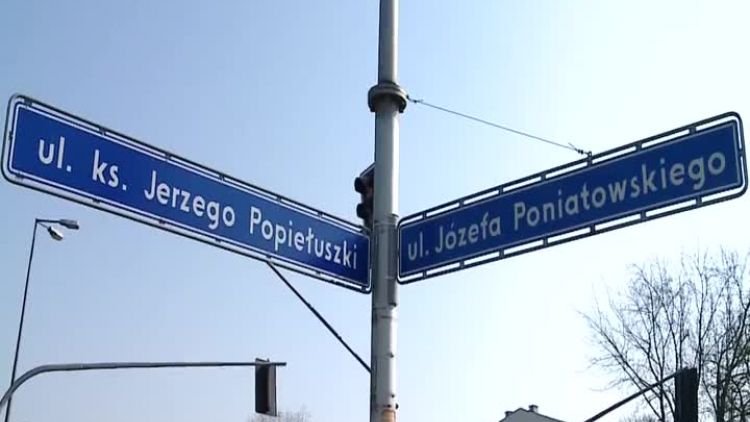 ul. ks. Jerzego Popiełuszki
ul. Józefa Poniatowskiego